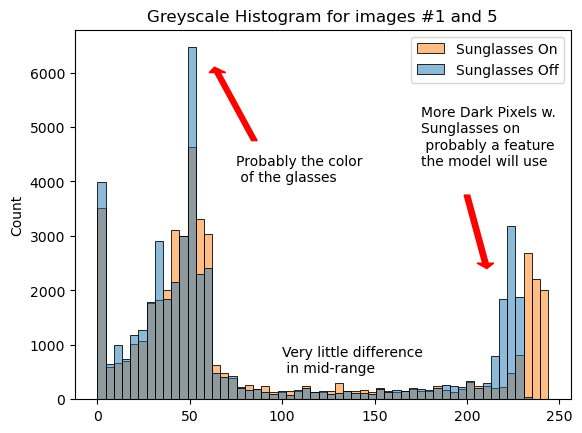 Greyscale Histogram for images #1 and 5
Sunglasses On
Sunglasses Off
More Dark Pixels w.
Sunglasses on
probably a feature
the model will use
Probably the color
of the glasses
Very little difference
in mid-range
Count
6000
5000
4000
3000
2000
1000
0
0
50
100
150
200
250